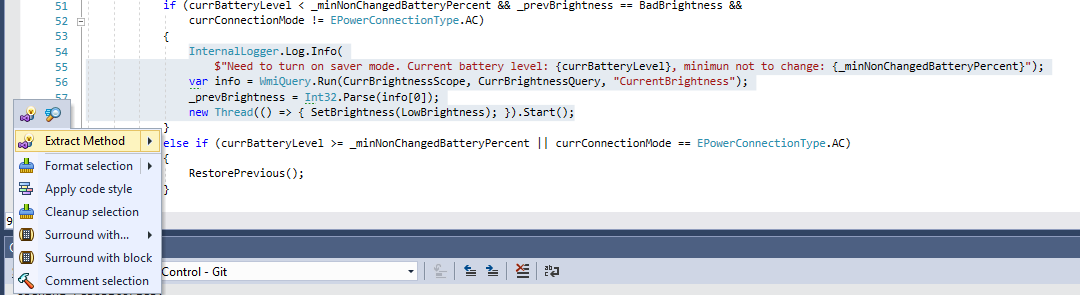 51 if (currBatteryLevel < _minNonChangedBatteryPercent && _prevBrightness == BadBrightness &&
52 currConnectionMode != EPowerConnectionType.AC)
53 {
54 InternalLogger.Log.Info(
55 $"Need to turn on saver mode. Current battery level: {currBatteryLevel}, minimun not to change: {_minNonChangedBatteryPercent}");
56 var info = WmiQuery.Run(CurrBrightnessScope, CurrBrightnessQuery, "CurrentBrightness");
57 _prevBrightness = Int32.Parse(info[0]);
new Thread(() => { SetBrightness(LowBrightness); }).Start();
}
else if (currBatteryLevel >= _minNonChangedBatteryPercent || currConnectionMode == EPowerConnectionType.AC)
{
RestorePrevious();
}
Extract Method
Format selection
Apply code style
Cleanup selection
Surround with...
Surround with block
Comment selection
9
Control - Git